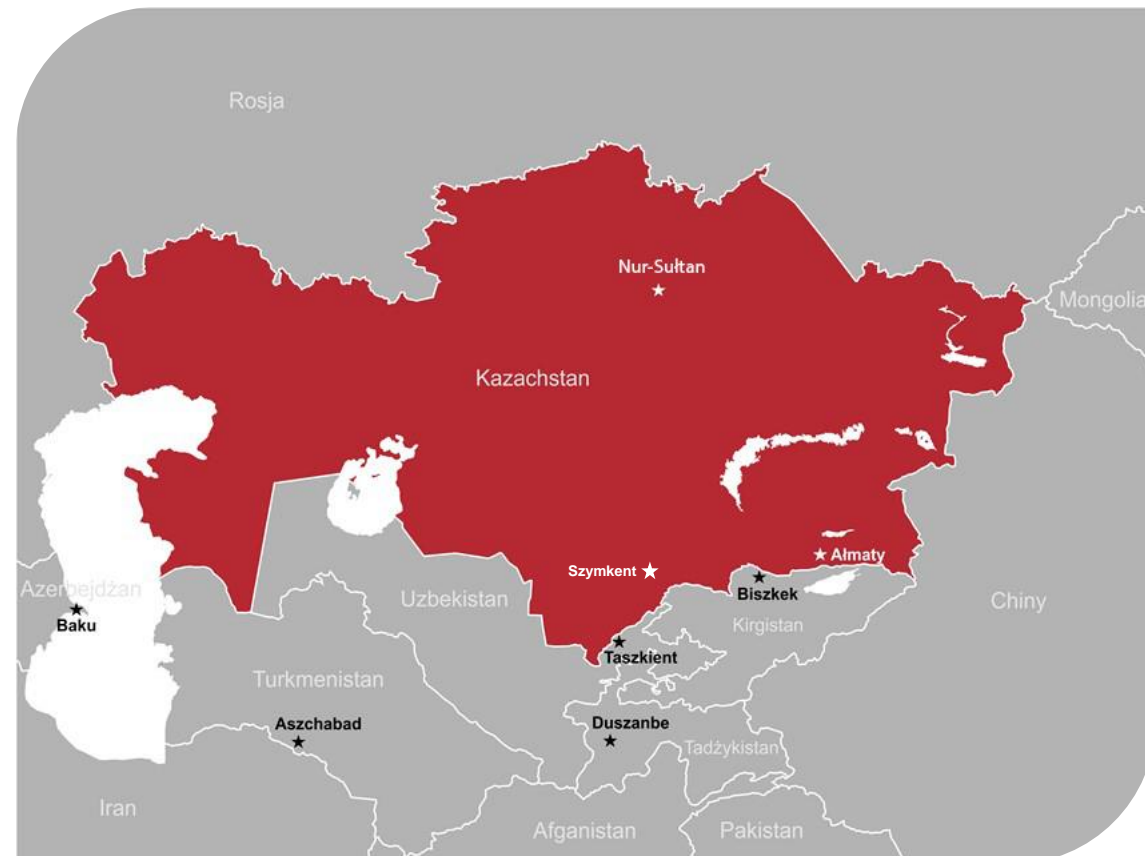 Rosja
Nur-Sułtan
Mongolia
Kazachstan
Ałmaty
Szymkent
Azerbejdżan
Biszkek
Uzbekistan
Chiny
Baku
Kirgistan
Taszkient
Turkmenistan
Aszchabad
Duszanbe
Tadżykistan
Iran
Afganistan
Pakistan